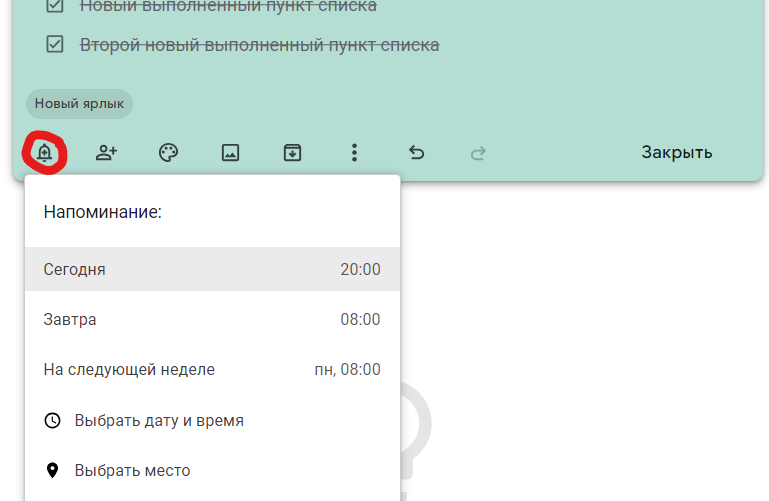 Новый выполненный пункт списка
Второй новый выполненный пункт списка
Новый ярлык
Закрыть
Напоминание:
Сегодня 20:00
Завтра 08:00
На следующей неделе пн, 08:00
Выбрать дату и время
Выбрать место